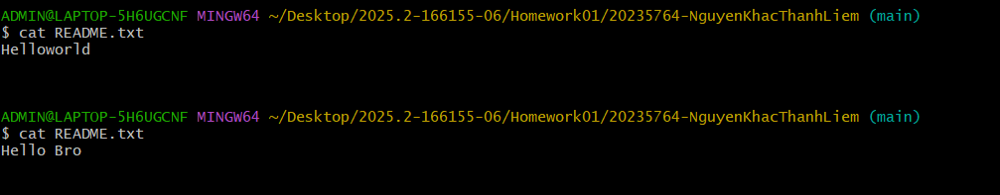 ADMIN@LAPTOP-5H6UGCNF MINGW64 ~/Desktop/2025.2-166155-06/Homework01/20235764-NguyenKhacThanhLiem (main)
$ cat README.txt
Helloworld
ADMIN@LAPTOP-5H6UGCNF MINGW64 ~/Desktop/2025.2-166155-06/Homework01/20235764-NguyenKhacThanhLiem (main)
$ cat README.txt
Hello Bro